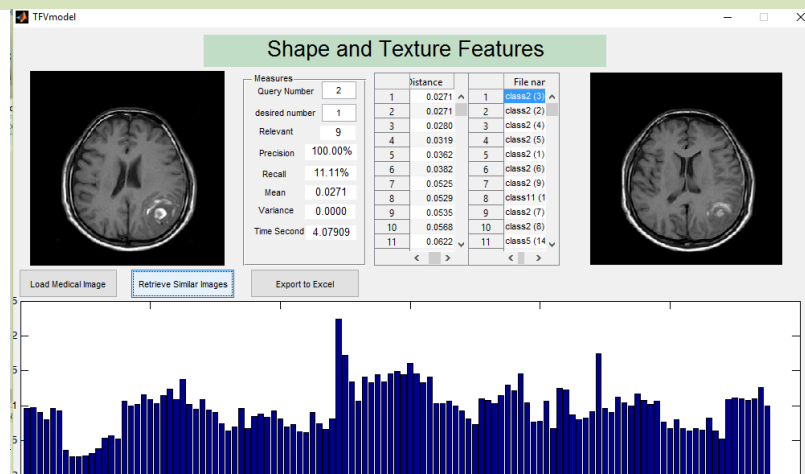 TFVmodel
Shape and Texture Features
Measures
Query Number 2
desired number 1
Relevant 9
Precision 100.00%
Recall 11.11%
Mean 0.0271
Variance 0.0000
Time Second 4.07909
Distance
1 0.0271
2 0.0271
3 0.0280
4 0.0319
5 0.0362
6 0.0382
7 0.0525
8 0.0529
9 0.0535
10 0.0568
11 0.0622
File nar
1 class2 (3)
2 class2 (2)
3 class2 (4)
4 class2 (5)
5 class2 (1)
6 class2 (6)
7 class2 (9)
8 class11 (1
9 class2 (7)
10 class2 (8)
11 class5 (14
Load Medical Image
Retrieve Similar Images
Export to Excel
5
2
5
1
5